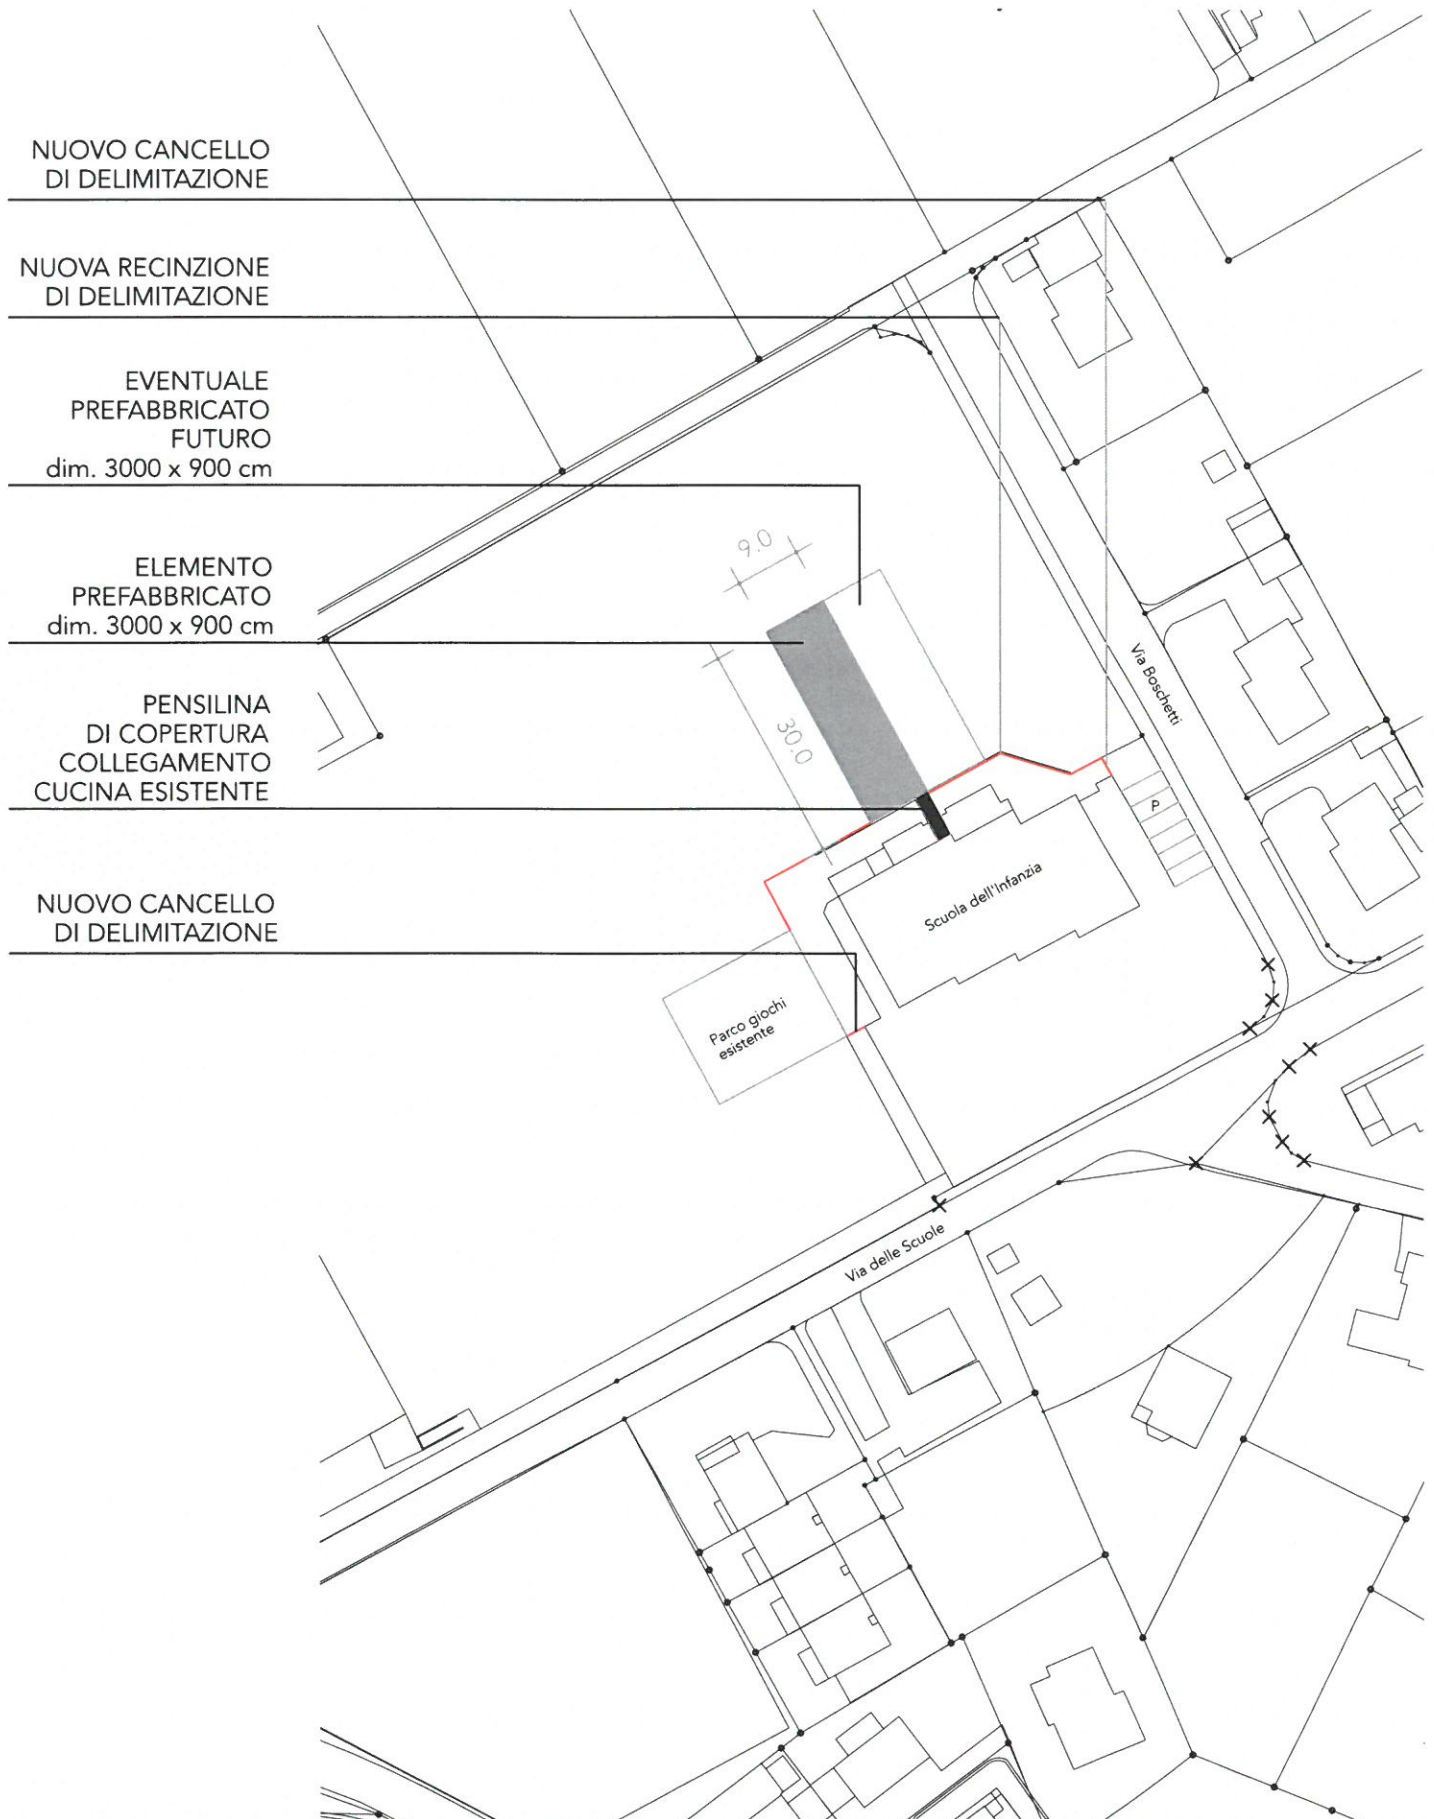 NUOVO CANCELLO
DI DELIMITAZIONE
NUOVA RECINZIONE
DI DELIMITAZIONE
EVENTUALE
PREFABBRICATO
FUTURO
dim. 3000 x 900 cm
ELEMENTO
PREFABBRICATO
dim. 3000 x 900 cm
PENSILINA
DI COPERTURA
COLLEGAMENTO
CUCINA ESISTENTE
NUOVO CANCELLO
DI DELIMITAZIONE
9.0
30.0
Via Boschetti
P
Scuola dell'Infanzia
Parco giochi
esistente
Via delle Scuole